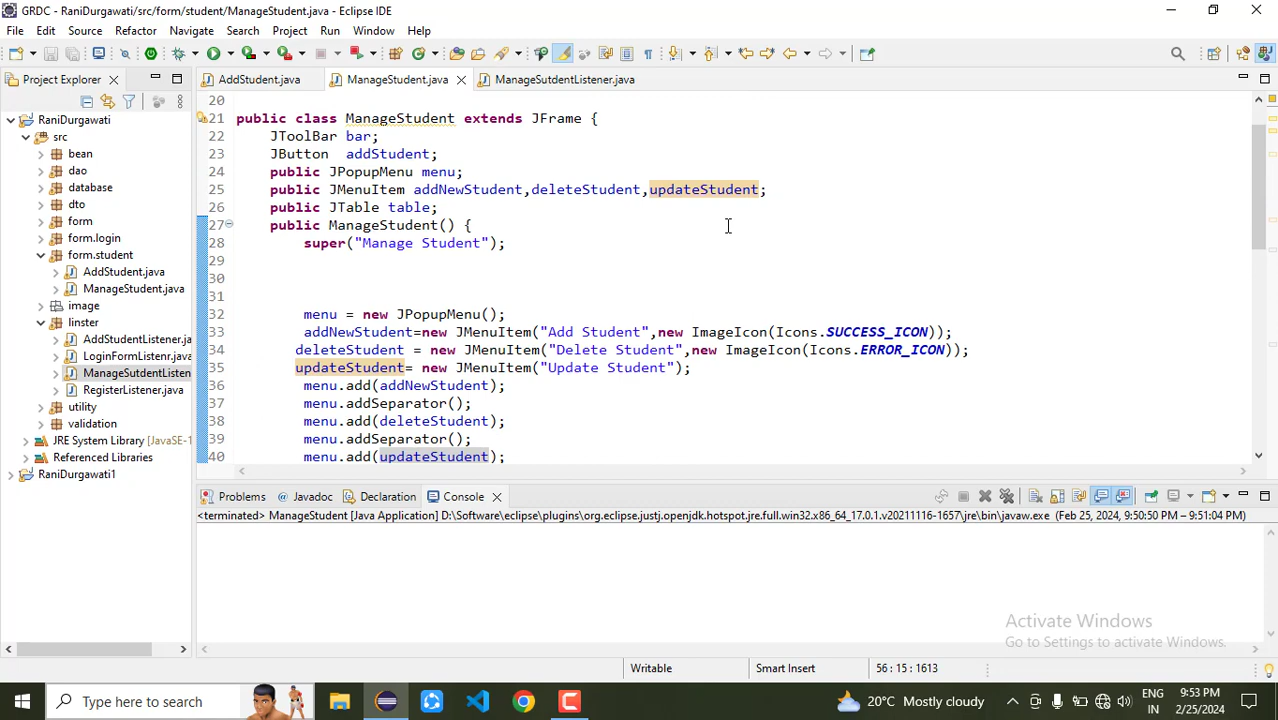 GRDC - RaniDurgawati/src/form/student/ManageStudent.java - Eclipse IDE
File Edit Source Refactor Navigate Search Project Run Window Help
Project Explorer
AddStudent.java ManageStudent.java ManageSutdentListener.java
RaniDurgawati
src
bean
dao
database
dto
form
form.login
form.student
AddStudent.java
ManageStudent.java
image
linster
AddStudentListener.ja
LoginFormListenr.java
ManageSutdentListen
RegisterListener.java
utility
validation
JRE System Library [JavaSE-1
Referenced Libraries
RaniDurgawati1
20
21 public class ManageStudent extends JFrame {
22 JToolBar bar;
23 JButton addStudent;
24 public JPopupMenu menu;
25 public JMenuItem addNewStudent,deleteStudent,updateStudent;
26 public JTable table;
27 public ManageStudent() {
28 super("Manage Student");
29
30
31
32 menu = new JPopupMenu();
33 addNewStudent=new JMenuItem("Add Student",new ImageIcon(Icons.SUCCESS_ICON));
34 deleteStudent = new JMenuItem("Delete Student",new ImageIcon(Icons.ERROR_ICON));
35 updateStudent= new JMenuItem("Update Student");
36 menu.add(addNewStudent);
37 menu.addSeparator();
38 menu.add(deleteStudent);
39 menu.addSeparator();
40 menu.add(updateStudent);
Problems Javadoc Declaration Console
<terminated> ManageStudent [Java Application] D:\Software\eclipse\plugins\org.eclipse.justj.openjdk.hotspot.jre.full.win32.x86_64_17.0.1.v20211116-1657\jre\bin\javaw.exe (Feb 25, 2024, 9:50:50 PM – 9:51:04 PM)
Activate Windows
Go to Settings to activate Windows.
Writable Smart Insert 56 : 15 : 1613
Type here to search
20°C Mostly cloudy
ENG
IN
9:53 PM
2/25/2024